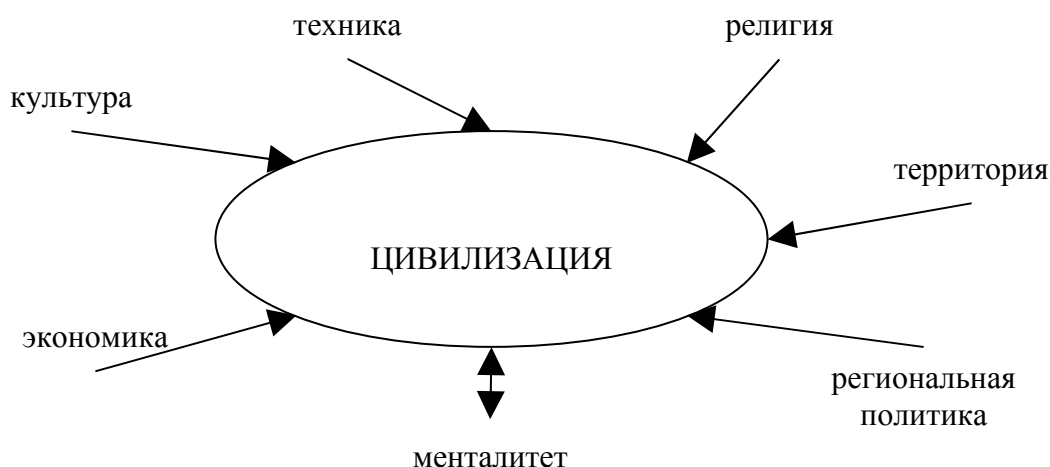 техника
религия
культура
территория
ЦИВИЛИЗАЦИЯ
экономика
региональная
политика
менталитет